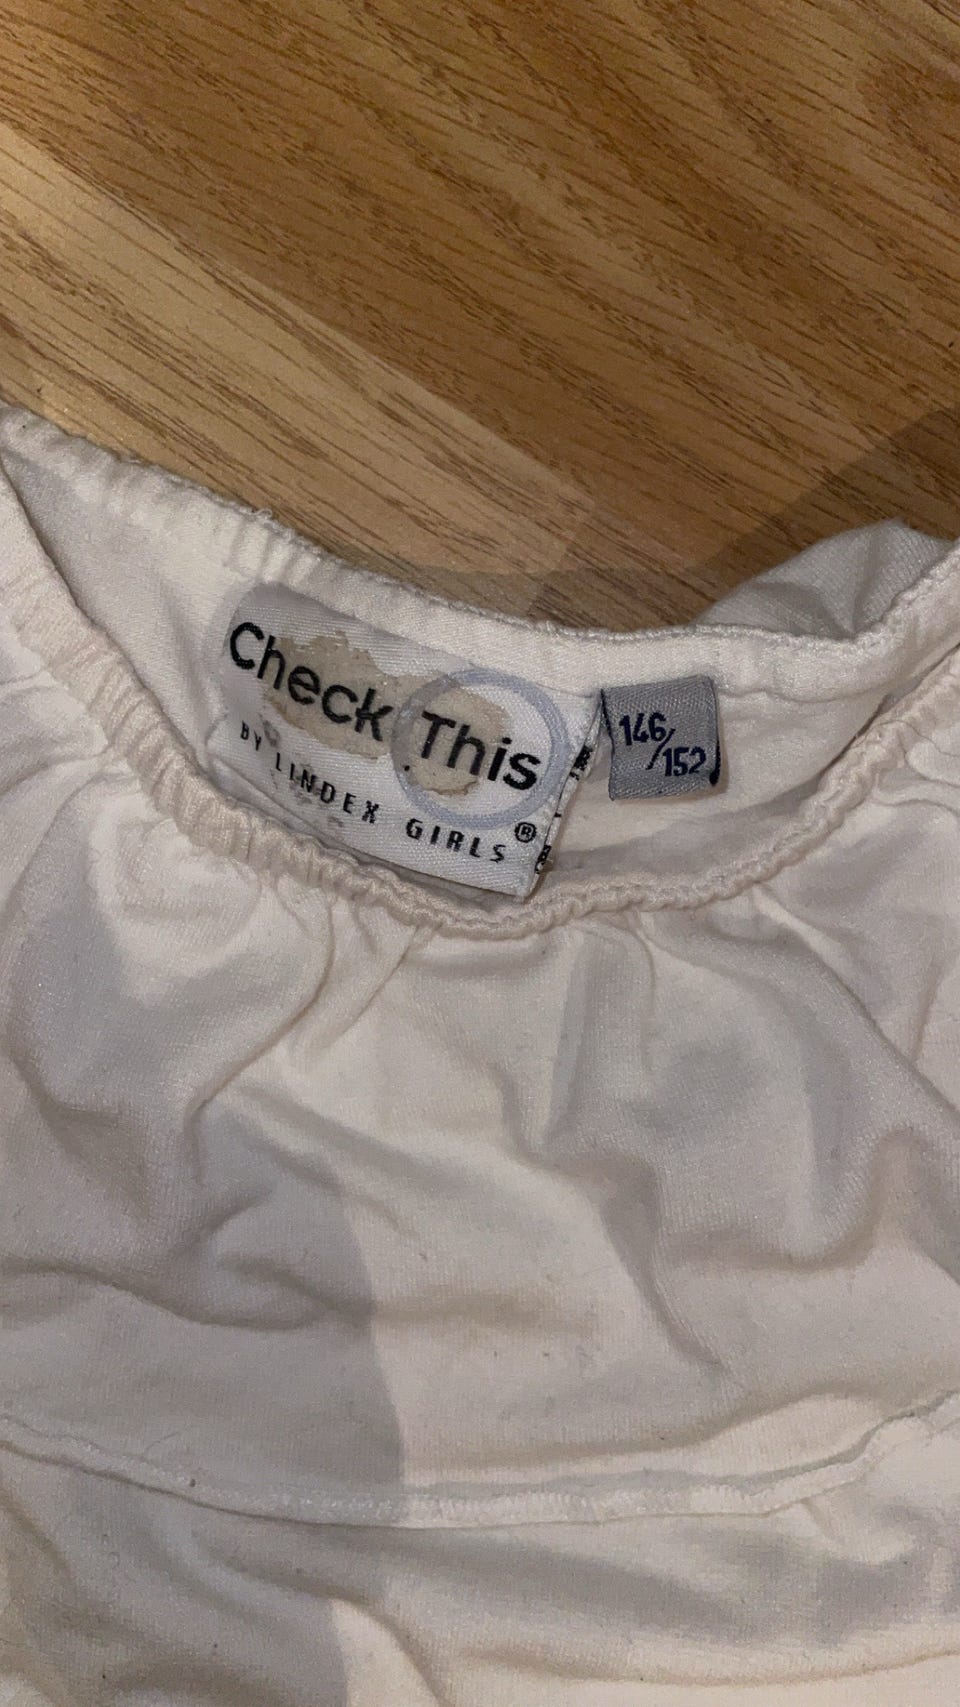 Check This
BY LINDEX GIRLS®
146/152